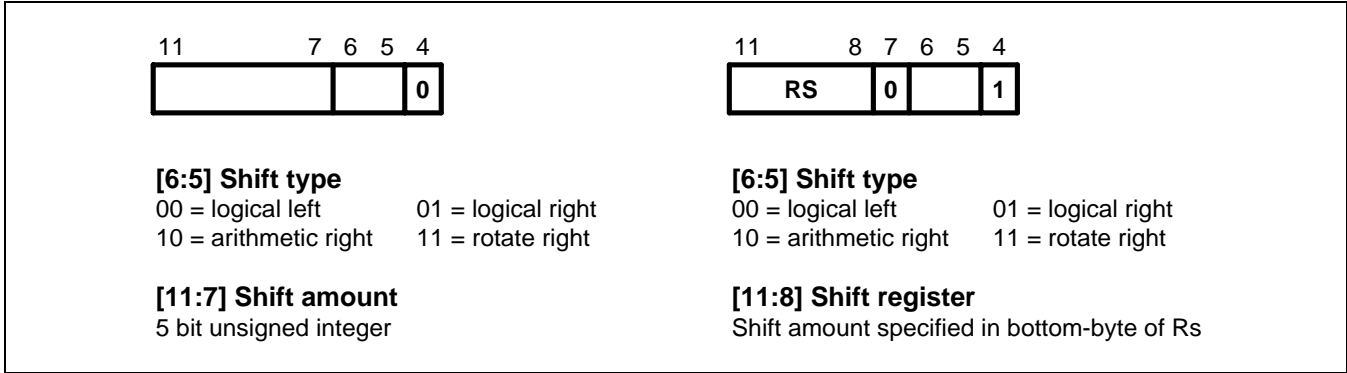 11 7 6 5 4
0
[6:5] Shift type
00 = logical left 01 = logical right
10 = arithmetic right 11 = rotate right
[11:7] Shift amount
5 bit unsigned integer
11 8 7 6 5 4
RS 0 1
[6:5] Shift type
00 = logical left 01 = logical right
10 = arithmetic right 11 = rotate right
[11:8] Shift register
Shift amount specified in bottom-byte of Rs